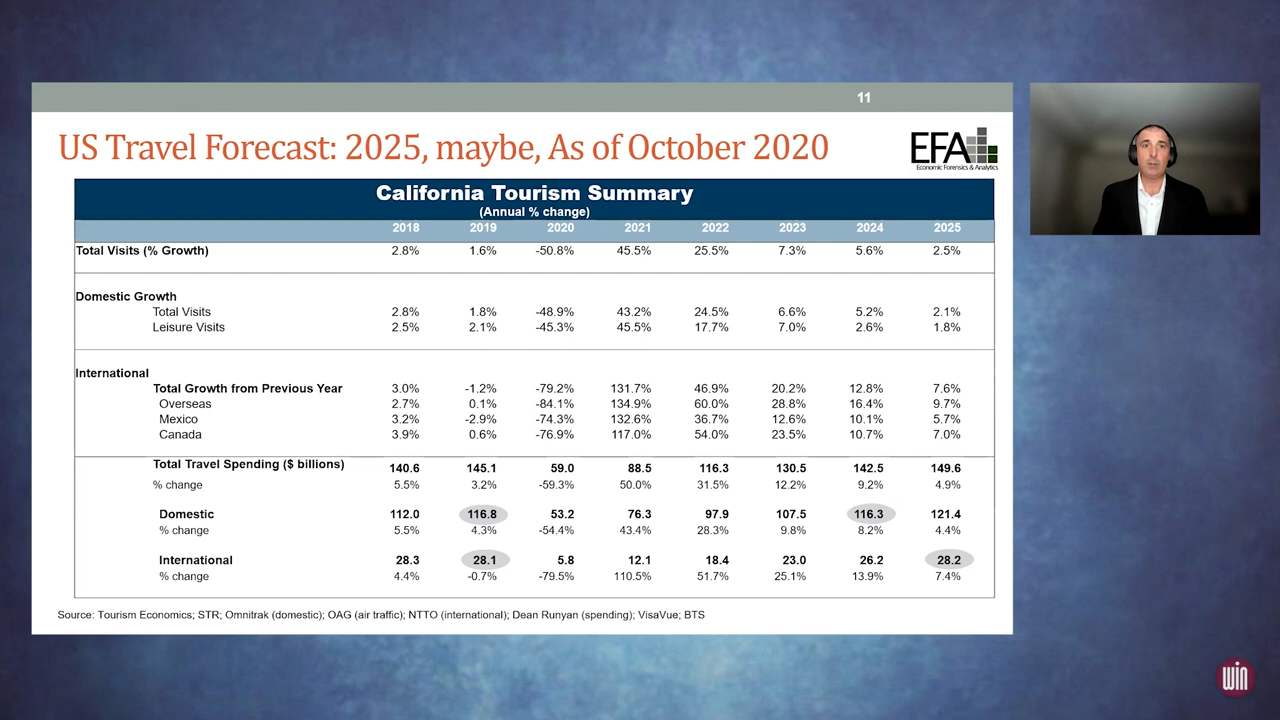 11
US Travel Forecast: 2025, maybe, As of October 2020
EFA
Economic Forensics & Analytics
California Tourism Summary
(Annual % change)
2018 2019 2020 2021 2022 2023 2024 2025
Total Visits (% Growth) 2.8% 1.6% -50.8% 45.5% 25.5% 7.3% 5.6% 2.5%
Domestic Growth
Total Visits 2.8% 1.8% -48.9% 43.2% 24.5% 6.6% 5.2% 2.1%
Leisure Visits 2.5% 2.1% -45.3% 45.5% 17.7% 7.0% 2.6% 1.8%
International
Total Growth from Previous Year 3.0% -1.2% -79.2% 131.7% 46.9% 20.2% 12.8% 7.6%
Overseas 2.7% 0.1% -84.1% 134.9% 60.0% 28.8% 16.4% 9.7%
Mexico 3.2% -2.9% -74.3% 132.6% 36.7% 12.6% 10.1% 5.7%
Canada 3.9% 0.6% -76.9% 117.0% 54.0% 23.5% 10.7% 7.0%
Total Travel Spending ($ billions) 140.6 145.1 59.0 88.5 116.3 130.5 142.5 149.6
% change 5.5% 3.2% -59.3% 50.0% 31.5% 12.2% 9.2% 4.9%
Domestic 112.0 116.8 53.2 76.3 97.9 107.5 116.3 121.4
% change 5.5% 4.3% -54.4% 43.4% 28.3% 9.8% 8.2% 4.4%
International 28.3 28.1 5.8 12.1 18.4 23.0 26.2 28.2
% change 4.4% -0.7% -79.5% 110.5% 51.7% 25.1% 13.9% 7.4%
Source: Tourism Economics; STR; Omnitrak (domestic); OAG (air traffic); NTTO (international); Dean Runyan (spending); VisaVue; BTS
win